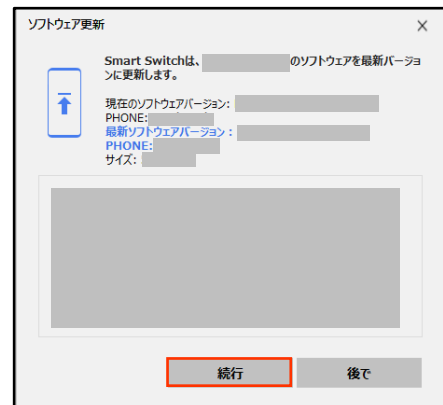 ソフトウェア更新
Smart Switchは、 のソフトウェアを最新バージョ
ンに更新します。
現在のソフトウェアバージョン:
PHONE:
最新ソフトウェアバージョン :
PHONE:
サイズ:
続行 後で